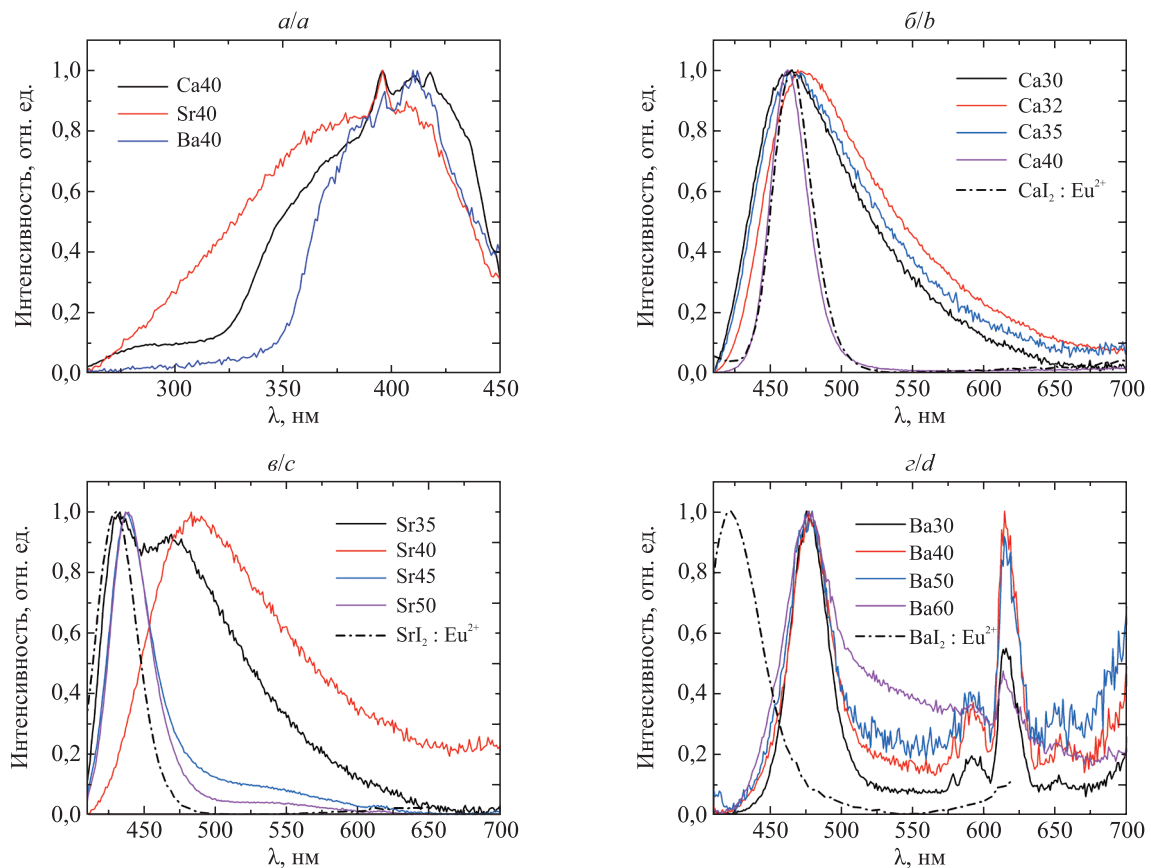 а/a
1,0
0,8
0,6
0,4
0,2
0,0
Интенсивность, отн. ед.
Ca40
Sr40
Ba40
300
350
400
450
λ, нм
б/b
1,0
0,8
0,6
0,4
0,2
0,0
Интенсивность, отн. ед.
Ca30
Ca32
Ca35
Ca40
CaI₂ : Eu²⁺
450
500
550
600
650
700
λ, нм
в/c
1,0
0,8
0,6
0,4
0,2
0,0
Интенсивность, отн. ед.
Sr35
Sr40
Sr45
Sr50
SrI₂ : Eu²⁺
450
500
550
600
650
700
λ, нм
г/d
1,0
0,8
0,6
0,4
0,2
0,0
Интенсивность, отн. ед.
Ba30
Ba40
Ba50
Ba60
BaI₂ : Eu²⁺
450
500
550
600
650
700
λ, нм